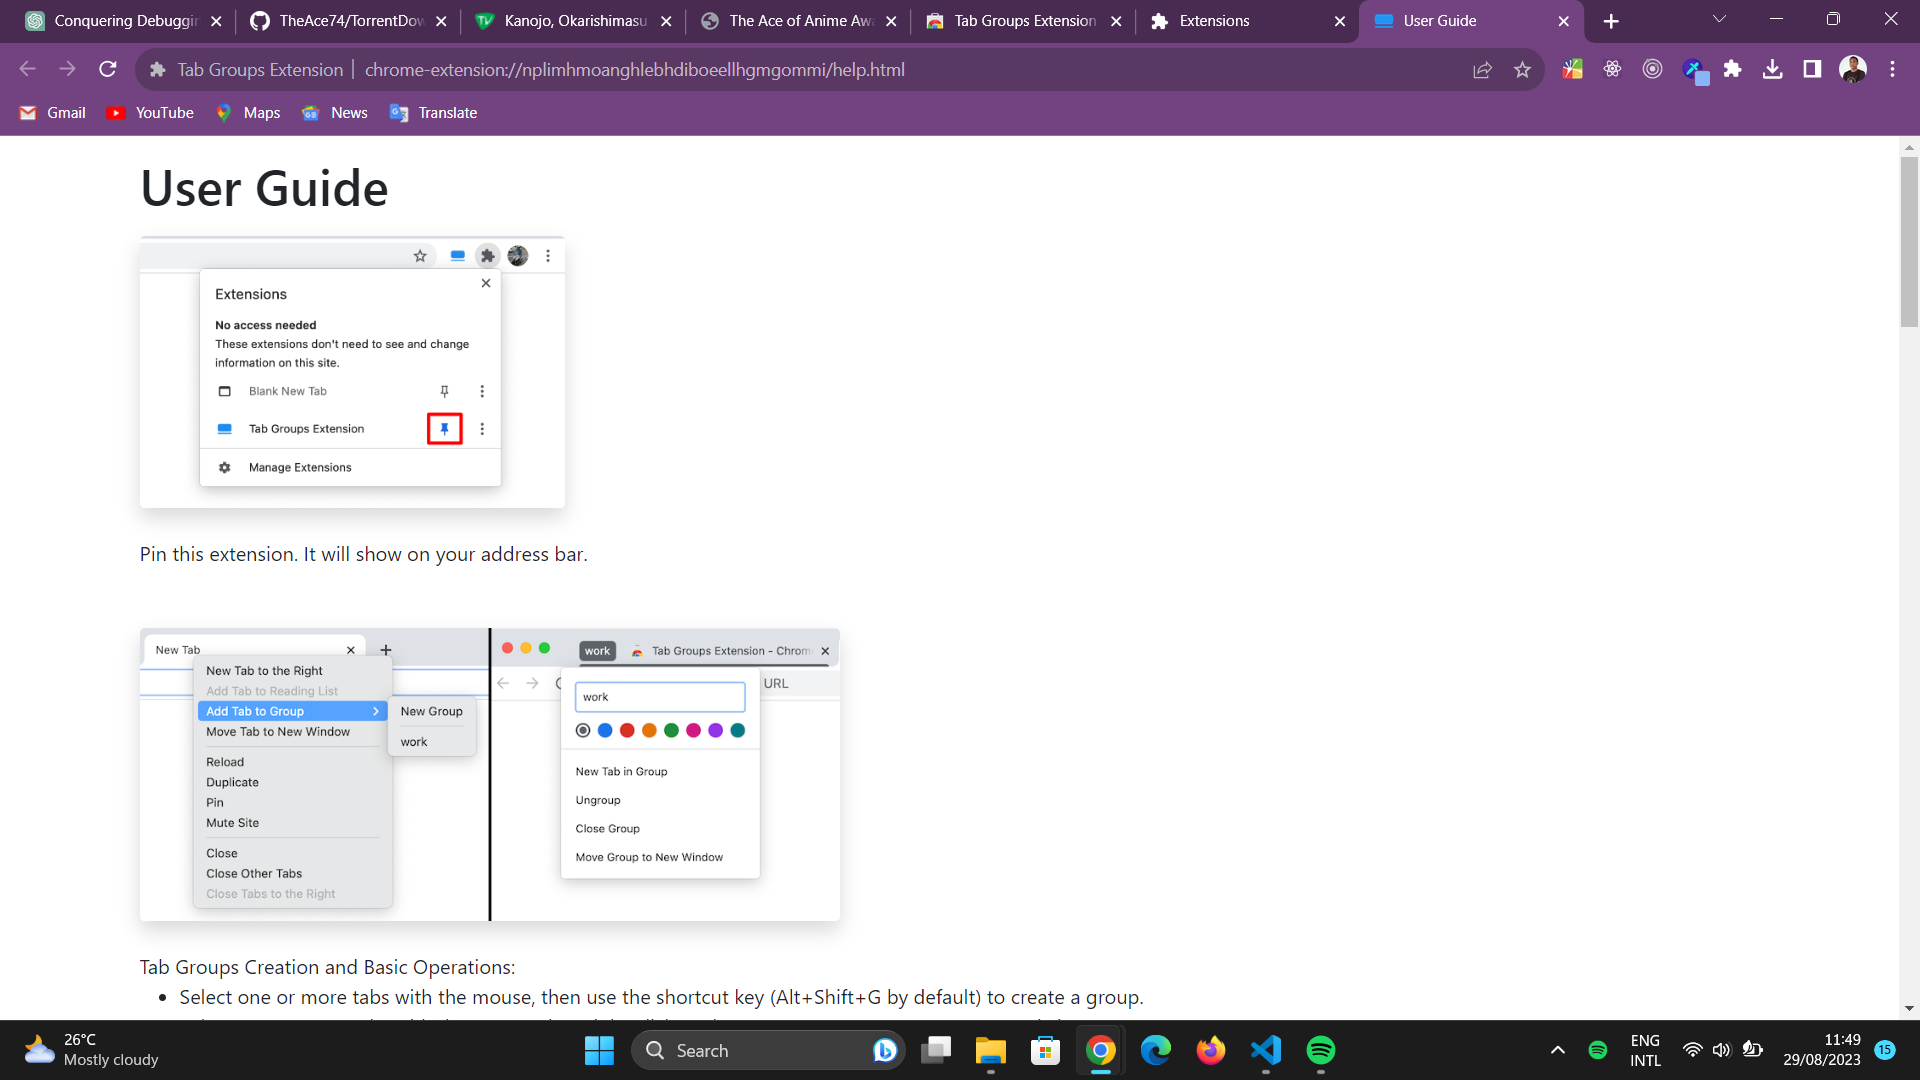 Conquering Debuggin
TheAce74/TorrentDow
Kanojo, Okarishimasu
The Ace of Anime Awa
Tab Groups Extension
Extensions
User Guide
Tab Groups Extension | chrome-extension://nplimhmoanghlebhdiboeellhgmgommi/help.html
Gmail
YouTube
Maps
News
Translate
User Guide
Extensions
No access needed
These extensions don't need to see and change
information on this site.
Blank New Tab
Tab Groups Extension
Manage Extensions
Pin this extension. It will show on your address bar.
New Tab
New Tab to the Right
Add Tab to Reading List
Add Tab to Group
Move Tab to New Window
Reload
Duplicate
Pin
Mute Site
Close
Close Other Tabs
Close Tabs to the Right
New Group
work
work
Tab Groups Extension - Chrom
URL
work
New Tab in Group
Ungroup
Close Group
Move Group to New Window
Tab Groups Creation and Basic Operations:
• Select one or more tabs with the mouse, then use the shortcut key (Alt+Shift+G by default) to create a group.
26°C
Mostly cloudy
Search
ENG
INTL
11:49
29/08/2023
15